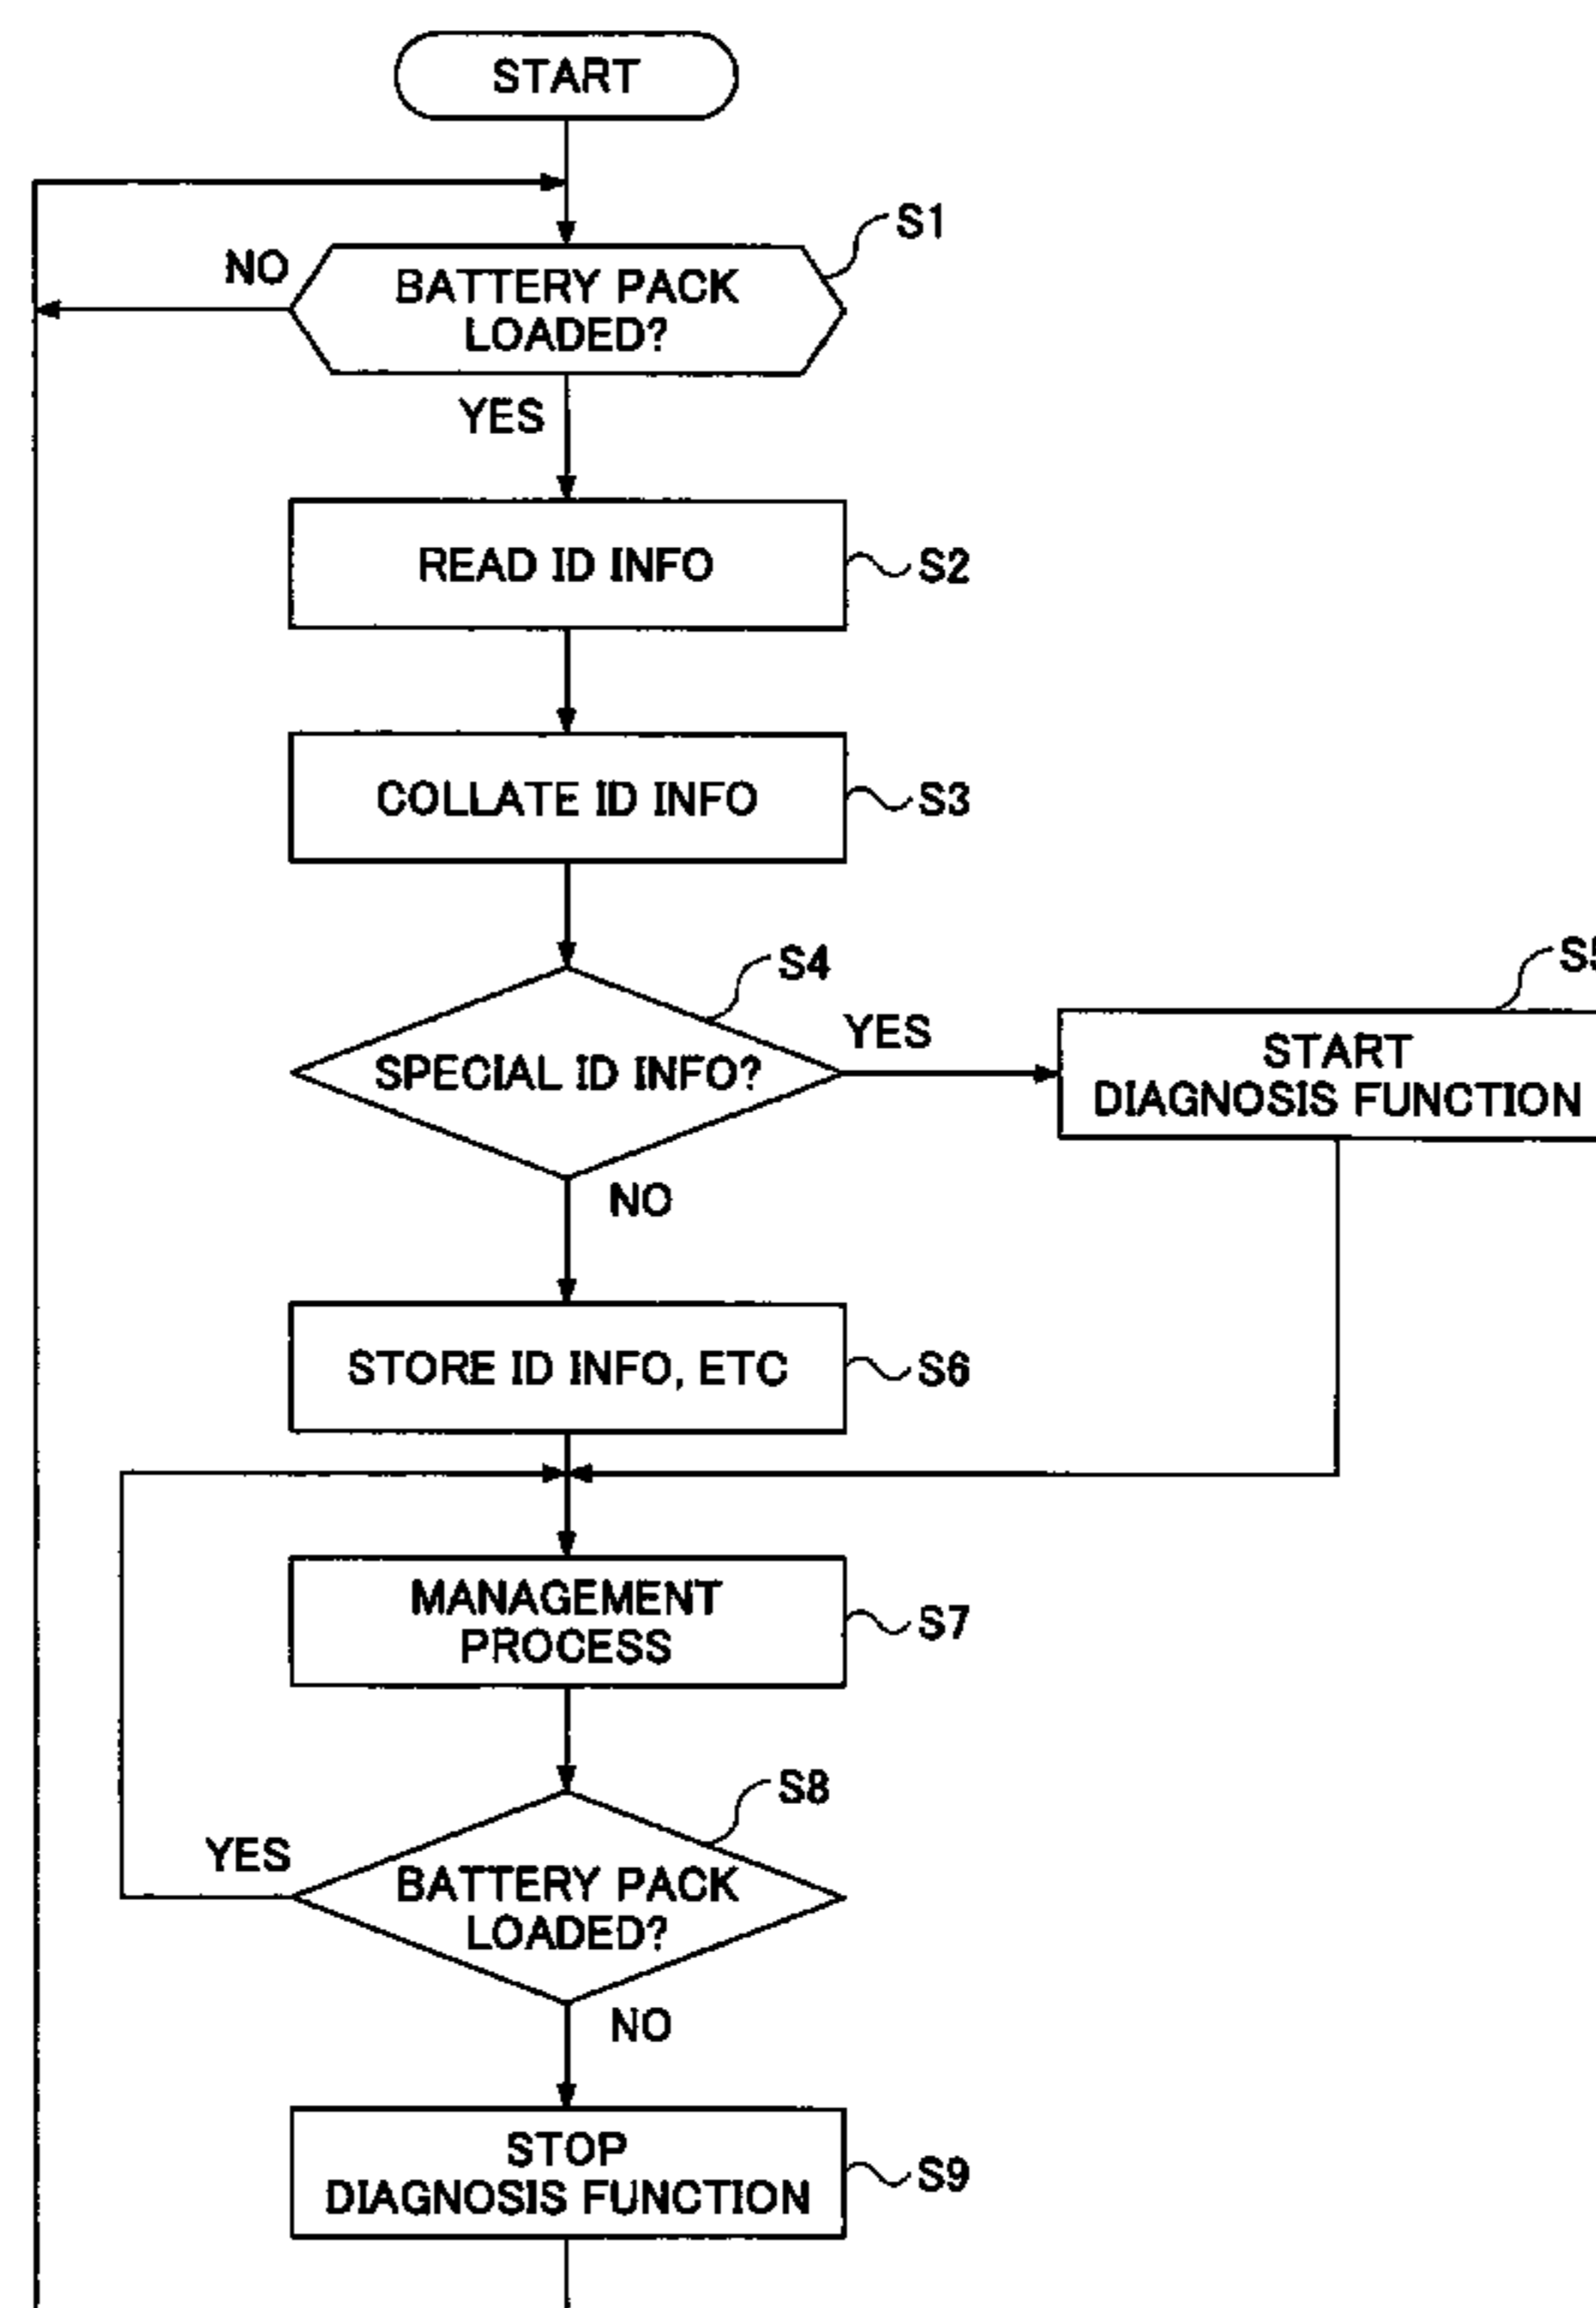 START
S1
NO
BATTERY PACK
LOADED?
YES
READ ID INFO
S2
COLLATE ID INFO
S3
S4
SPECIAL ID INFO?
YES
START
DIAGNOSIS FUNCTION
NO
STORE ID INFO, ETC
S6
MANAGEMENT
PROCESS
S7
S8
YES
BATTERY PACK
LOADED?
NO
STOP
DIAGNOSIS FUNCTION
S9